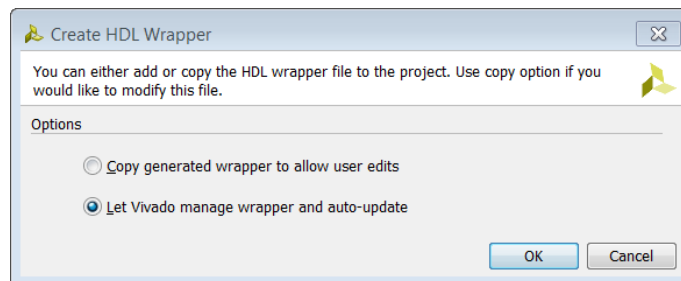 Create HDL Wrapper
You can either add or copy the HDL wrapper file to the project. Use copy option if you
would like to modify this file.
Options
Copy generated wrapper to allow user edits
Let Vivado manage wrapper and auto-update
OK
Cancel